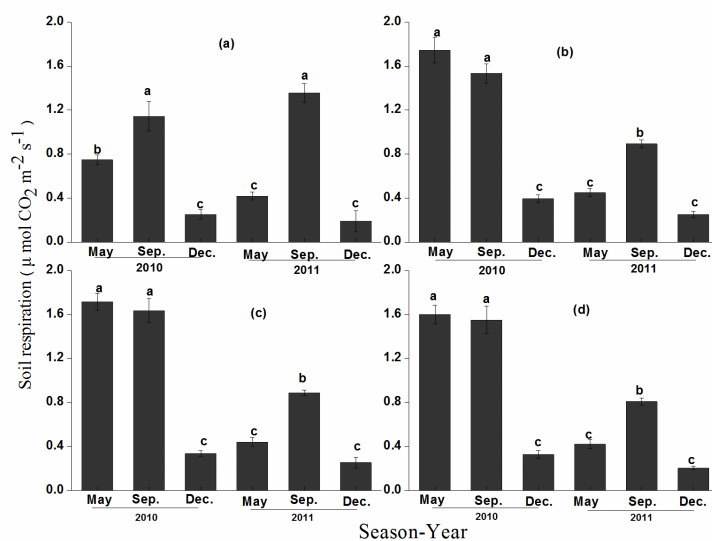 Soil respiration ( μ mol CO2 m-2 s-1 )
2.0
1.6
1.2
0.8
0.4
0.0
(a)
b
a
c
c
a
c
May Sep. Dec. May Sep. Dec.
2010 2011
2.0
1.6
1.2
0.8
0.4
0.0
(b)
a
a
c
c
b
c
May Sep. Dec. May Sep. Dec.
2010 2011
2.0
1.6
1.2
0.8
0.4
0.0
(c)
a
a
c
c
b
c
May Sep. Dec. May Sep. Dec.
2010 2011
2.0
1.6
1.2
0.8
0.4
0.0
(d)
a
a
c
c
b
c
May Sep. Dec. May Sep. Dec.
2010 2011
Season-Year